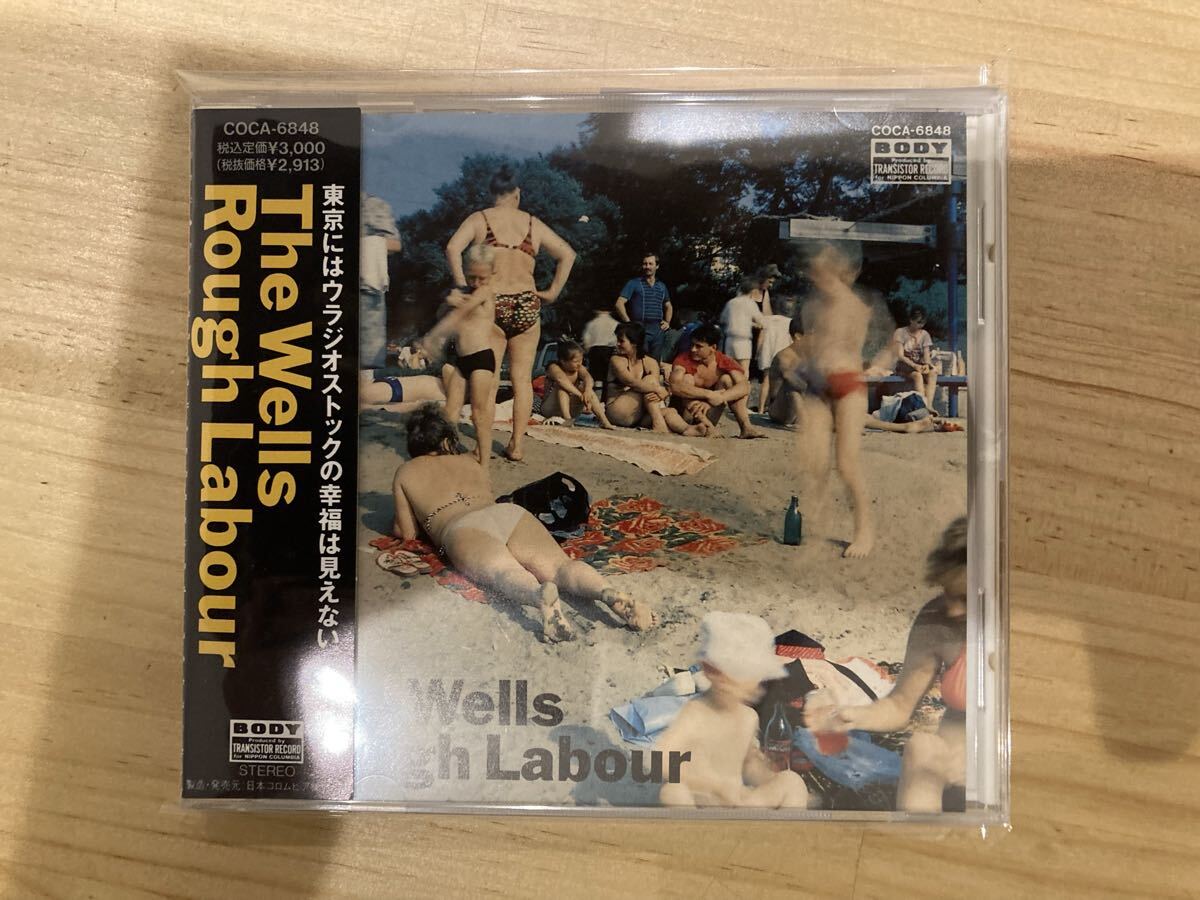 COCA-6848
税込定価¥3,000
(税抜価格¥2,913)
東京にはウラジオストックの幸福は見えない
The Wells
Rough Labour
BODY
Produced by
TRANSISTOR RECORD
for NIPPON COLUMBIA
STEREO
製造・発売元 日本コロムビア
COCA-6848
BODY
Produced by
TRANSISTOR RECORD
for NIPPON COLUMBIA
Wells
gh Labour